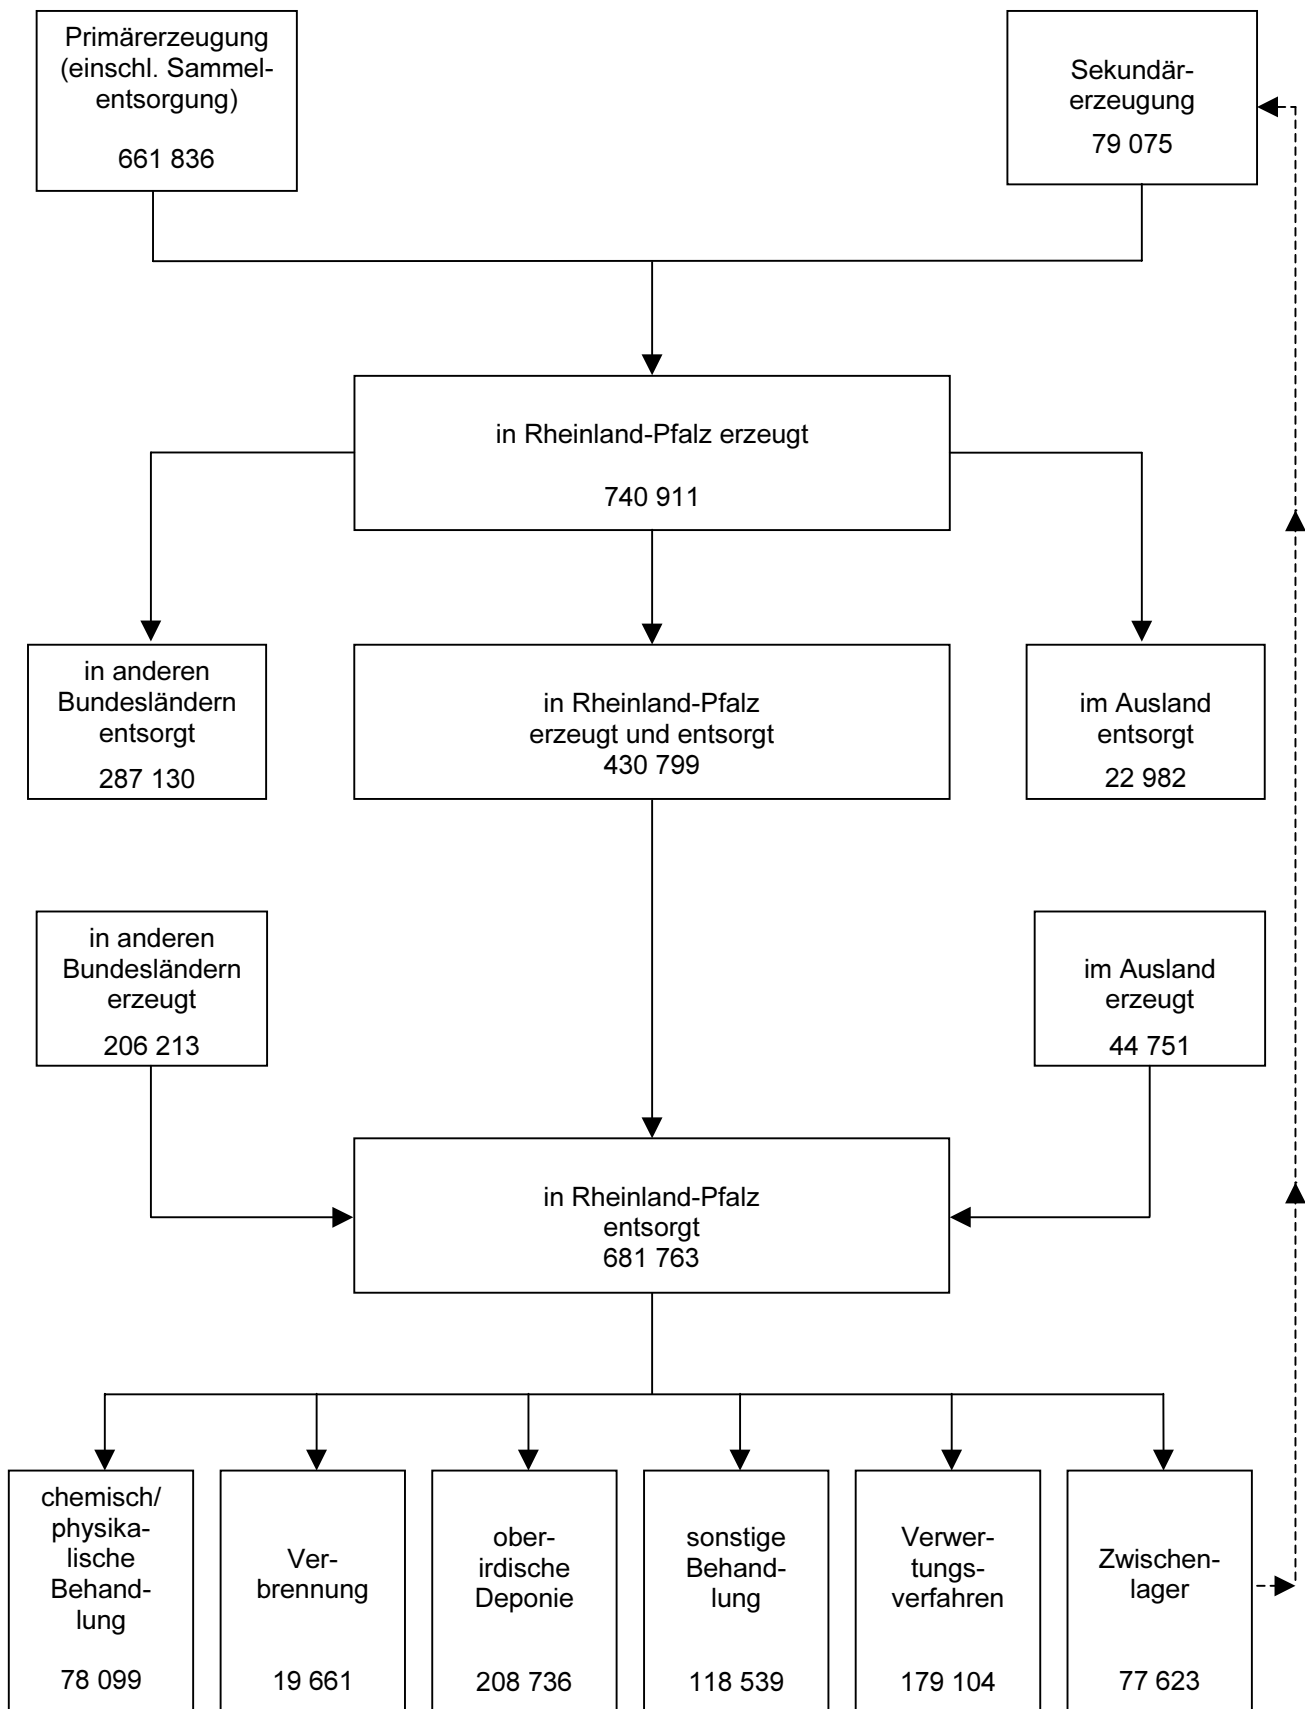 Primärerzeugung
(einschl. Sammel-
entsorgung)
661 836
Sekundär-
erzeugung
79 075
in Rheinland-Pfalz erzeugt
740 911
in anderen
Bundesländern
entsorgt
287 130
in Rheinland-Pfalz
erzeugt und entsorgt
430 799
im Ausland
entsorgt
22 982
in anderen
Bundesländern
erzeugt
206 213
im Ausland
erzeugt
44 751
in Rheinland-Pfalz
entsorgt
681 763
chemisch/
physika-
lische
Behand-
lung
78 099
Ver-
brennung
19 661
ober-
irdische
Deponie
208 736
sonstige
Behand-
lung
118 539
Verwer-
tungs-
verfahren
179 104
Zwischen-
lager
77 623